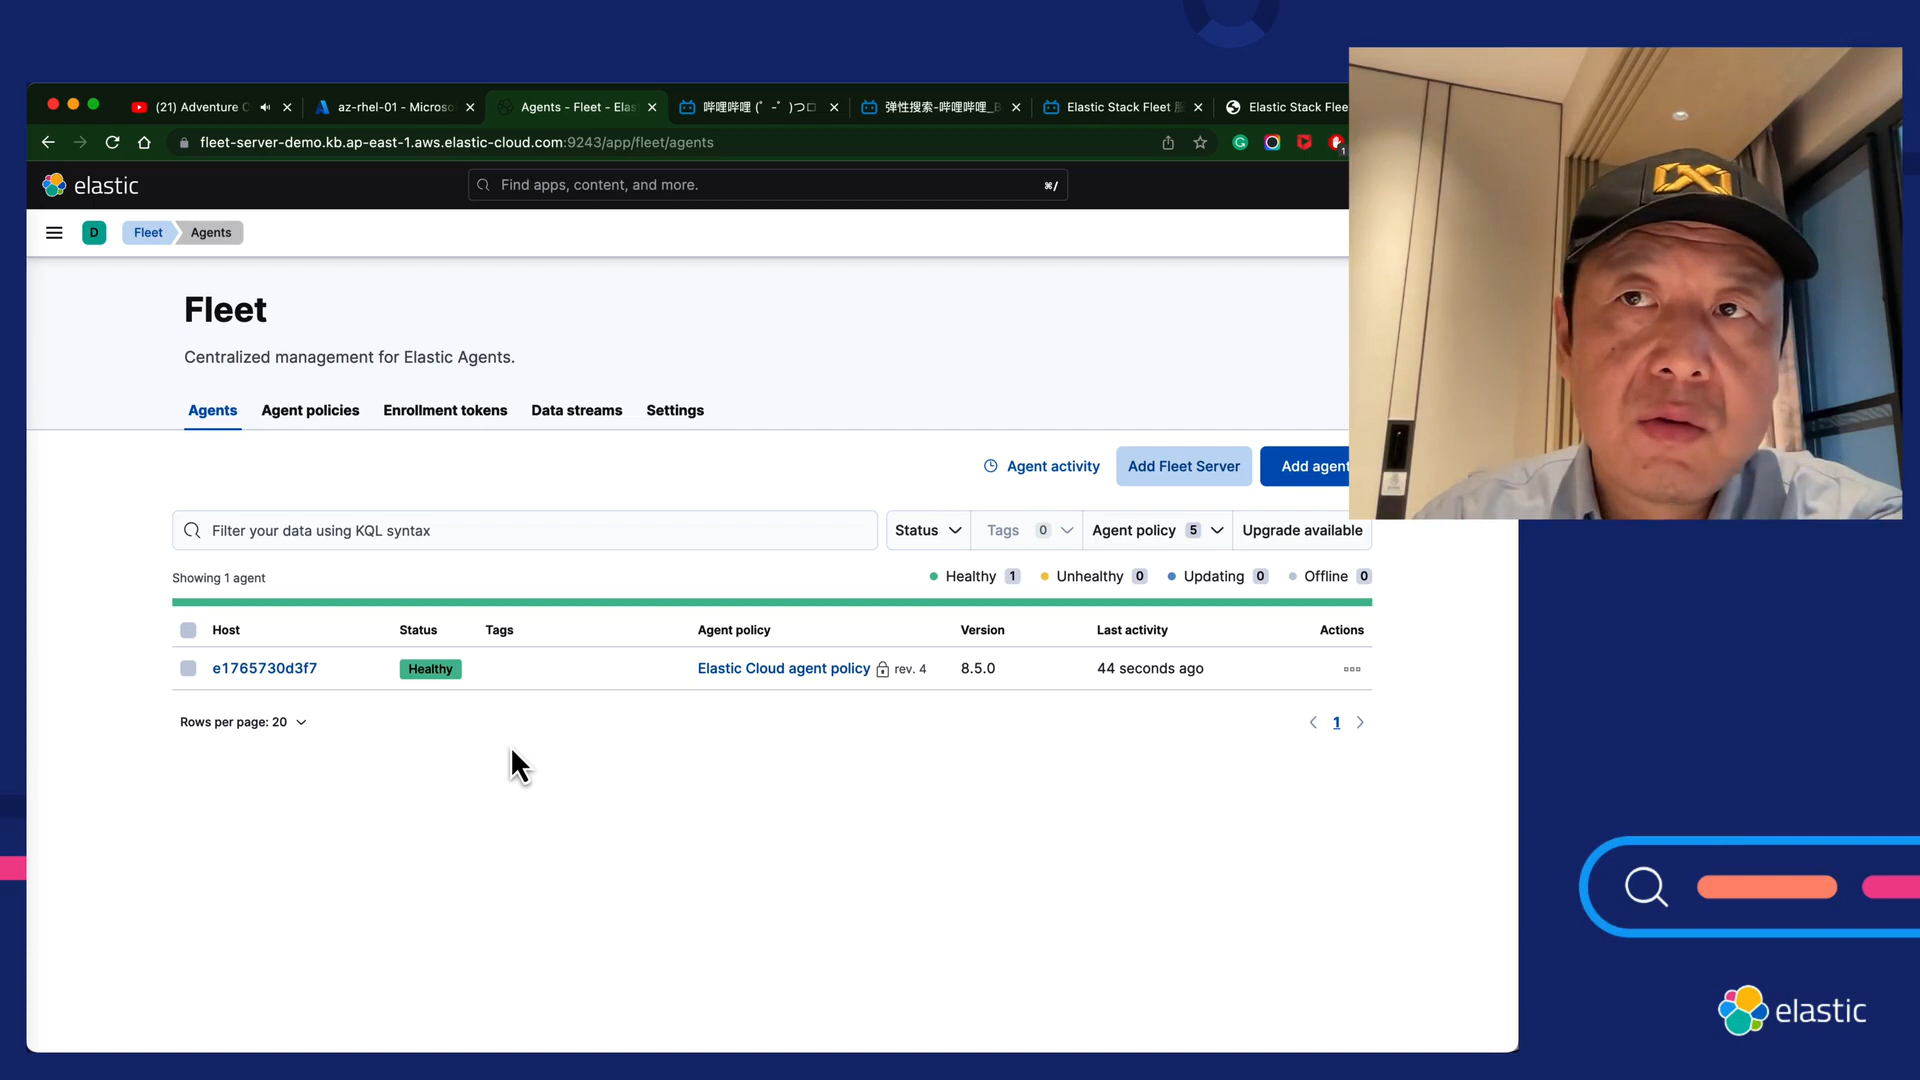 (21) Adventure C
az-rhel-01 - Microso
Agents - Fleet - Elas
哔哩哔哩 (゜-゜)つロ
弹性搜索-哔哩哔哩_B
Elastic Stack Fleet 服
Elastic Stack Flee
fleet-server-demo.kb.ap-east-1.aws.elastic-cloud.com:9243/app/fleet/agents
1
elastic
Find apps, content, and more.
⌘/
D
Fleet
Agents
Fleet
Centralized management for Elastic Agents.
Agents
Agent policies
Enrollment tokens
Data streams
Settings
Agent activity
Add Fleet Server
Add agent
Filter your data using KQL syntax
Status
Tags 0
Agent policy 5
Upgrade available
Showing 1 agent
Healthy 1
Unhealthy 0
Updating 0
Offline 0
Host
Status
Tags
Agent policy
Version
Last activity
Actions
e1765730d3f7
Healthy
Elastic Cloud agent policy
rev. 4
8.5.0
44 seconds ago
Rows per page: 20
1
elastic